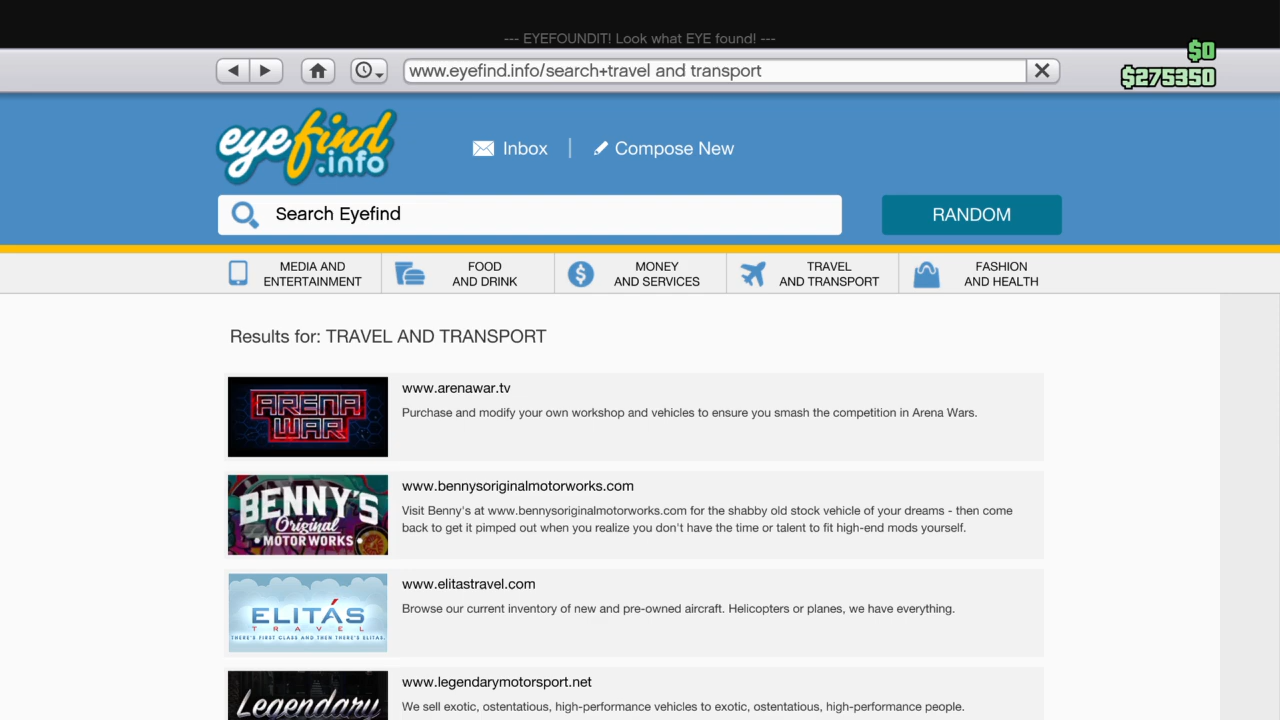 --- EYEFOUNDIT! Look what EYE found! ---
$0
www.eyefind.info/search+travel and transport
$275350
eyefind
.info
Inbox
Compose New
Search Eyefind
RANDOM
MEDIA AND
ENTERTAINMENT
FOOD
AND DRINK
MONEY
AND SERVICES
TRAVEL
AND TRANSPORT
FASHION
AND HEALTH
Results for: TRAVEL AND TRANSPORT
ARENA
WAR
www.arenawar.tv
Purchase and modify your own workshop and vehicles to ensure you smash the competition in Arena Wars.
BENNY'S
Original
• MOTOR WORKS •
www.bennysoriginalmotorworks.com
Visit Benny's at www.bennysoriginalmotorworks.com for the shabby old stock vehicle of your dreams - then come
back to get it pimped out when you realize you don't have the time or talent to fit high-end mods yourself.
ELITÁS
TRAVEL
THERE'S FIRST CLASS AND THEN THERE'S ELITAS.
www.elitastravel.com
Browse our current inventory of new and pre-owned aircraft. Helicopters or planes, we have everything.
Legendary
www.legendarymotorsport.net
We sell exotic, ostentatious, high-performance vehicles to exotic, ostentatious, high-performance people.